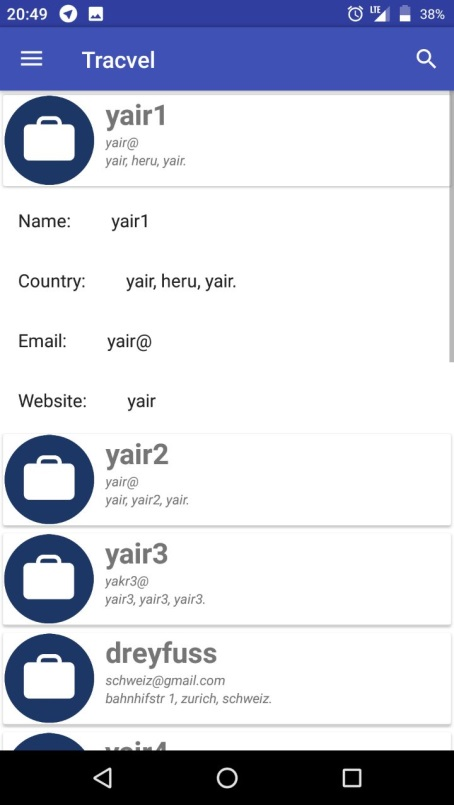 20:49 LTE 38%
Tracvel
yair1
yair@
yair, heru, yair.
Name: yair1
Country: yair, heru, yair.
Email: yair@
Website: yair
yair2
yair@
yair, yair2, yair.
yair3
yakr3@
yair3, yair3, yair3.
dreyfuss
schweiz@gmail.com
bahnhifstr 1, zurich, schweiz.
yair4